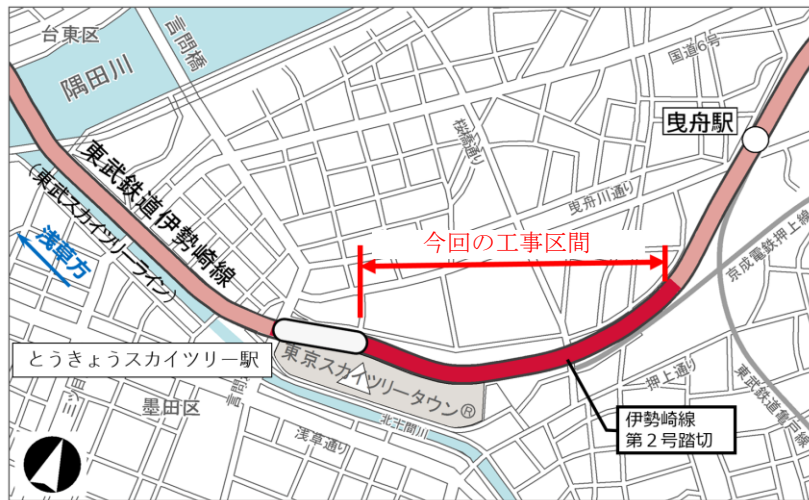 台東区
言問橋
隅田川
国道6号
曳舟駅
桜橋通り
東武鉄道伊勢崎線
(東武スカイツリーライン)
曳舟川通り
今回の工事区間
浅草方
京成電鉄押上線
とうきょうスカイツリー駅
東京スカイツリータウン®
押上通り
東武鉄道亀戸線
墨田区
北十間川
浅草通り
伊勢崎線
第2号踏切